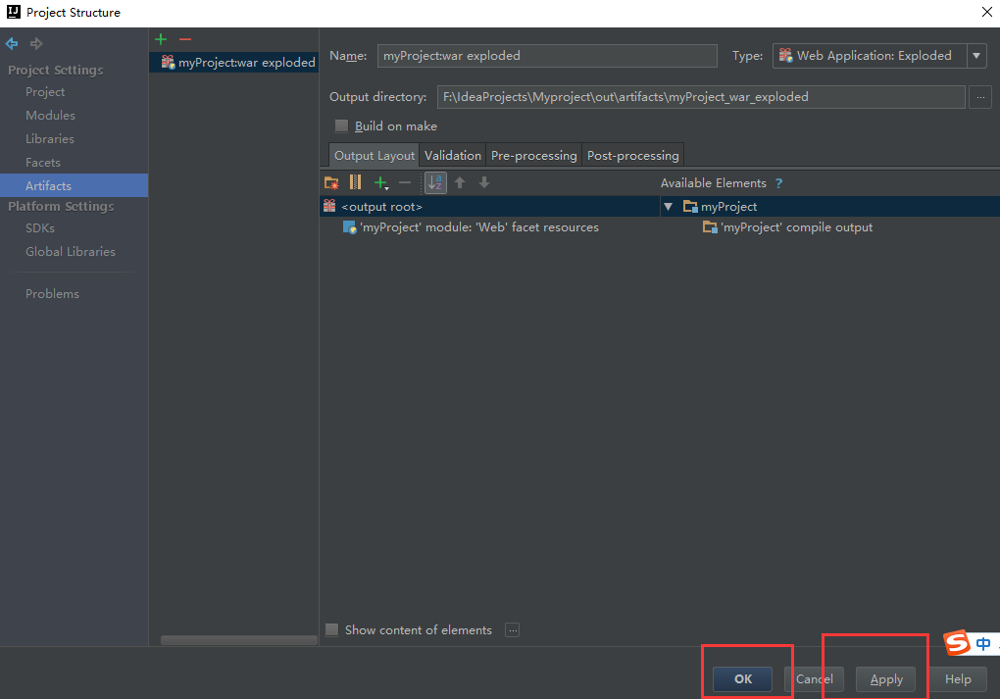 Project Structure
Project Settings
Project
Modules
Libraries
Facets
Artifacts
Platform Settings
SDKs
Global Libraries
Problems
myProject:war exploded
Name: myProject:war exploded Type: Web Application: Exploded
Output directory: F:\IdeaProjects\Myproject\out\artifacts\myProject_war_exploded ...
Build on make
Output Layout Validation Pre-processing Post-processing
Available Elements ?
<output root>
'myProject' module: 'Web' facet resources
myProject
'myProject' compile output
Show content of elements ...
OK Cancel Apply Help
S 中